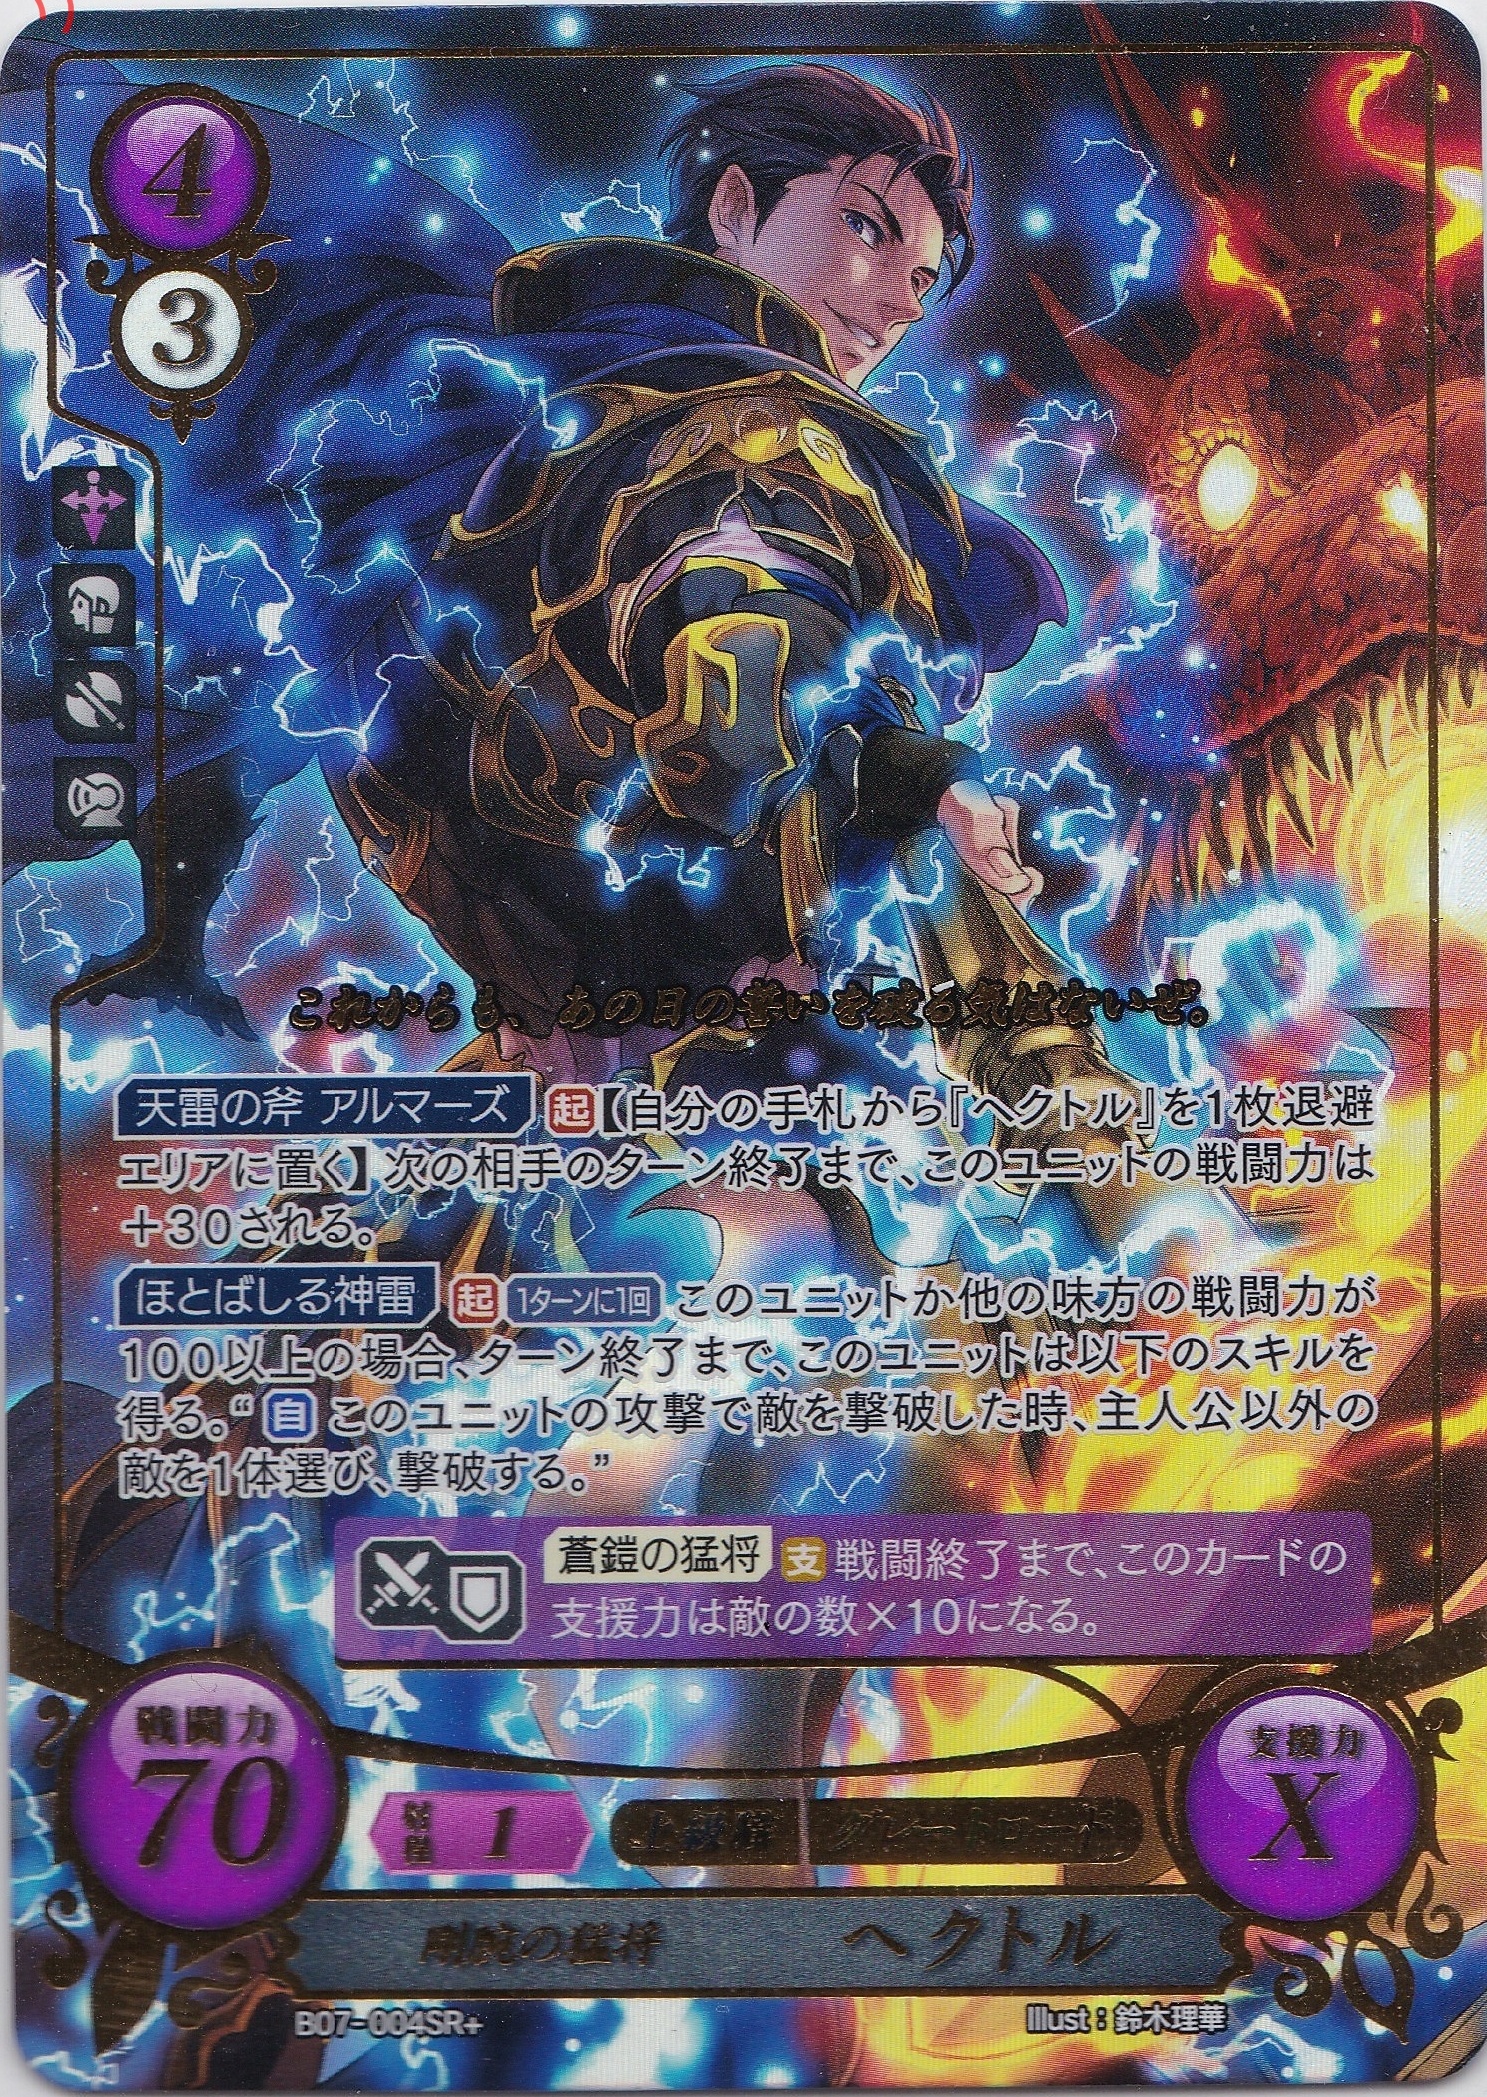 4
3
これからも、あの日の誓いを破る気はないぜ。
天雷の斧 アルマーズ 起【自分の手札から『ヘクトル』を1枚退避
エリアに置く】次の相手のターン終了まで、このユニットの戦闘力は
＋30される。
ほとばしる神雷 起 1ターンに1回 このユニットか他の味方の戦闘力が
100以上の場合、ターン終了まで、このユニットは以下のスキルを
得る。“自 このユニットの攻撃で敵を撃破した時、主人公以外の
敵を1体選び、撃破する。”
蒼鎧の猛将 支 戦闘終了まで、このカードの
支援力は敵の数×10になる。
戦闘力
70
射程 1
上級職 グレートロード
支援力
X
剛腕の猛将 ヘクトル
B07-004SR+
Illust：鈴木理華